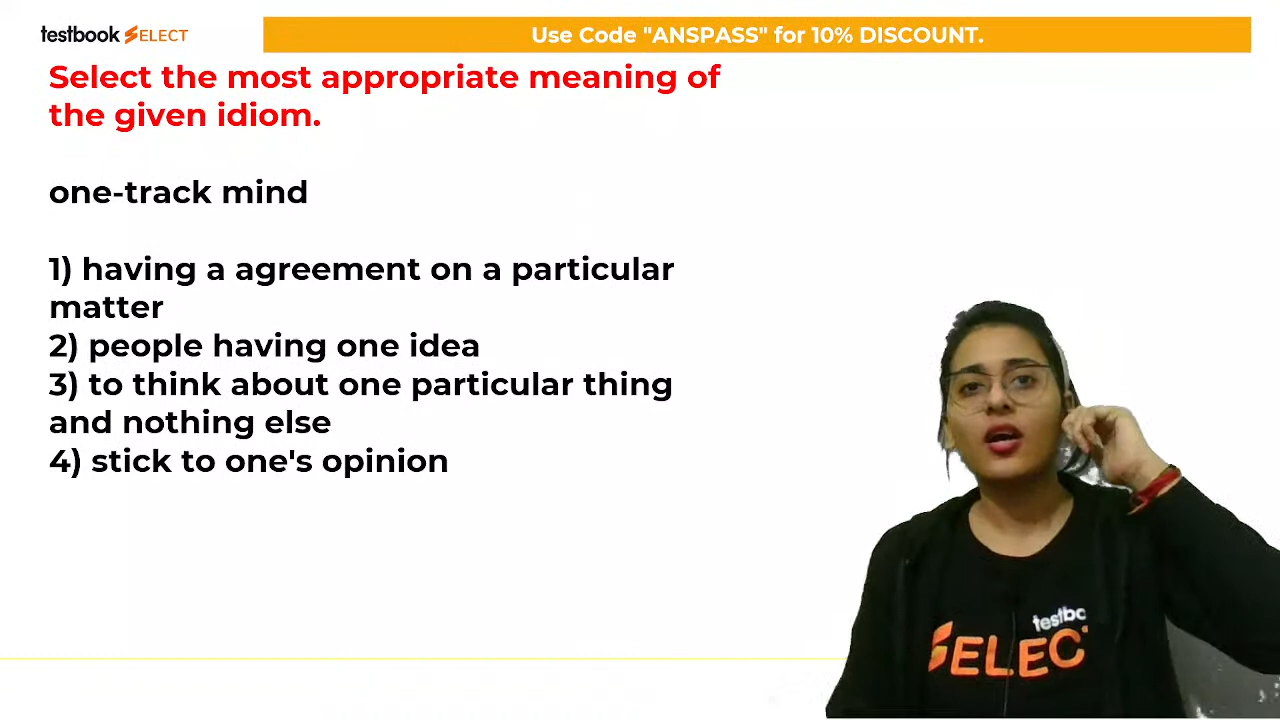 testbook SELECT
Use Code "ANSPASS" for 10% DISCOUNT.
Select the most appropriate meaning of
the given idiom.
one-track mind
1) having a agreement on a particular
matter
2) people having one idea
3) to think about one particular thing
and nothing else
4) stick to one's opinion
testbo
SELECT